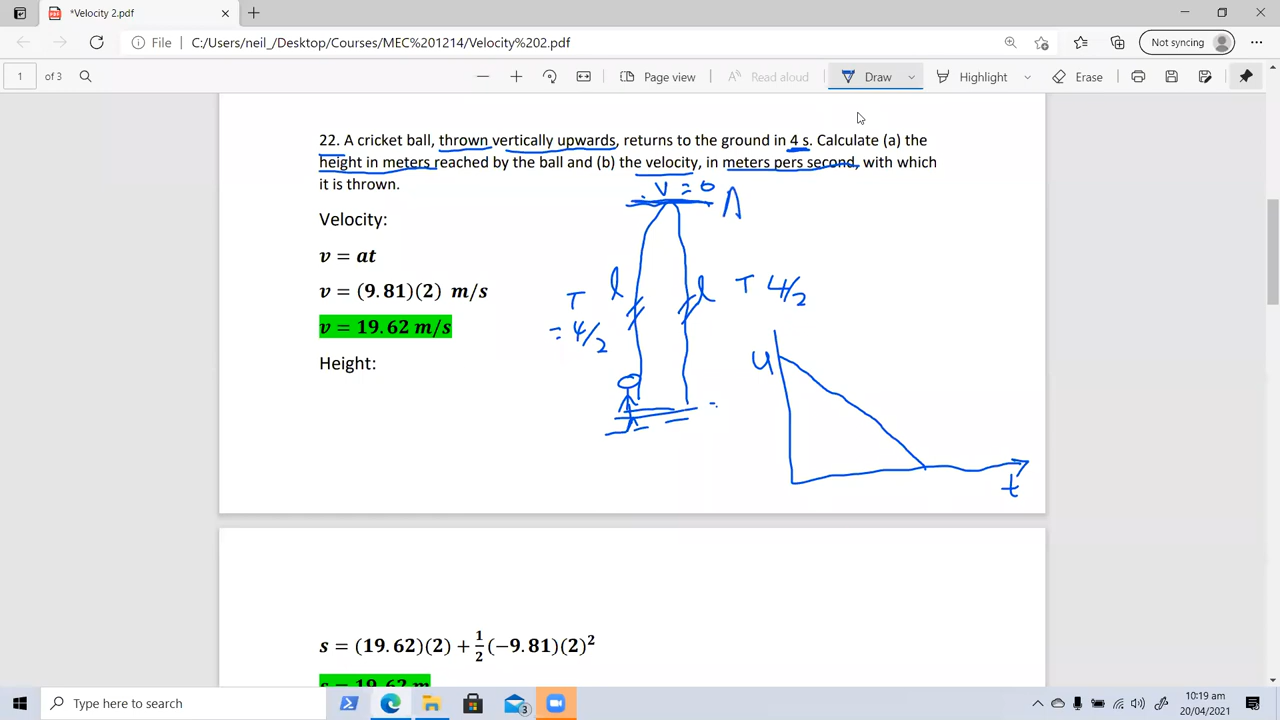 *Velocity 2.pdf
File C:/Users/neil_/Desktop/Courses/MEC%201214/Velocity%202.pdf
Not syncing
1 of 3
Page view
Read aloud
Draw
Highlight
Erase
22. A cricket ball, thrown vertically upwards, returns to the ground in 4 s. Calculate (a) the
height in meters reached by the ball and (b) the velocity, in meters pers second, with which
it is thrown.
V = 0
A
Velocity:
v = at
v = (9.81)(2) m/s
v = 19.62 m/s
Height:
l
l
T 4/2
T
= 4/2
u
t
s = (19.62)(2) + 1/2 (−9.81)(2)²
s = 19.62 m
Type here to search
3
10:19 am
20/04/2021